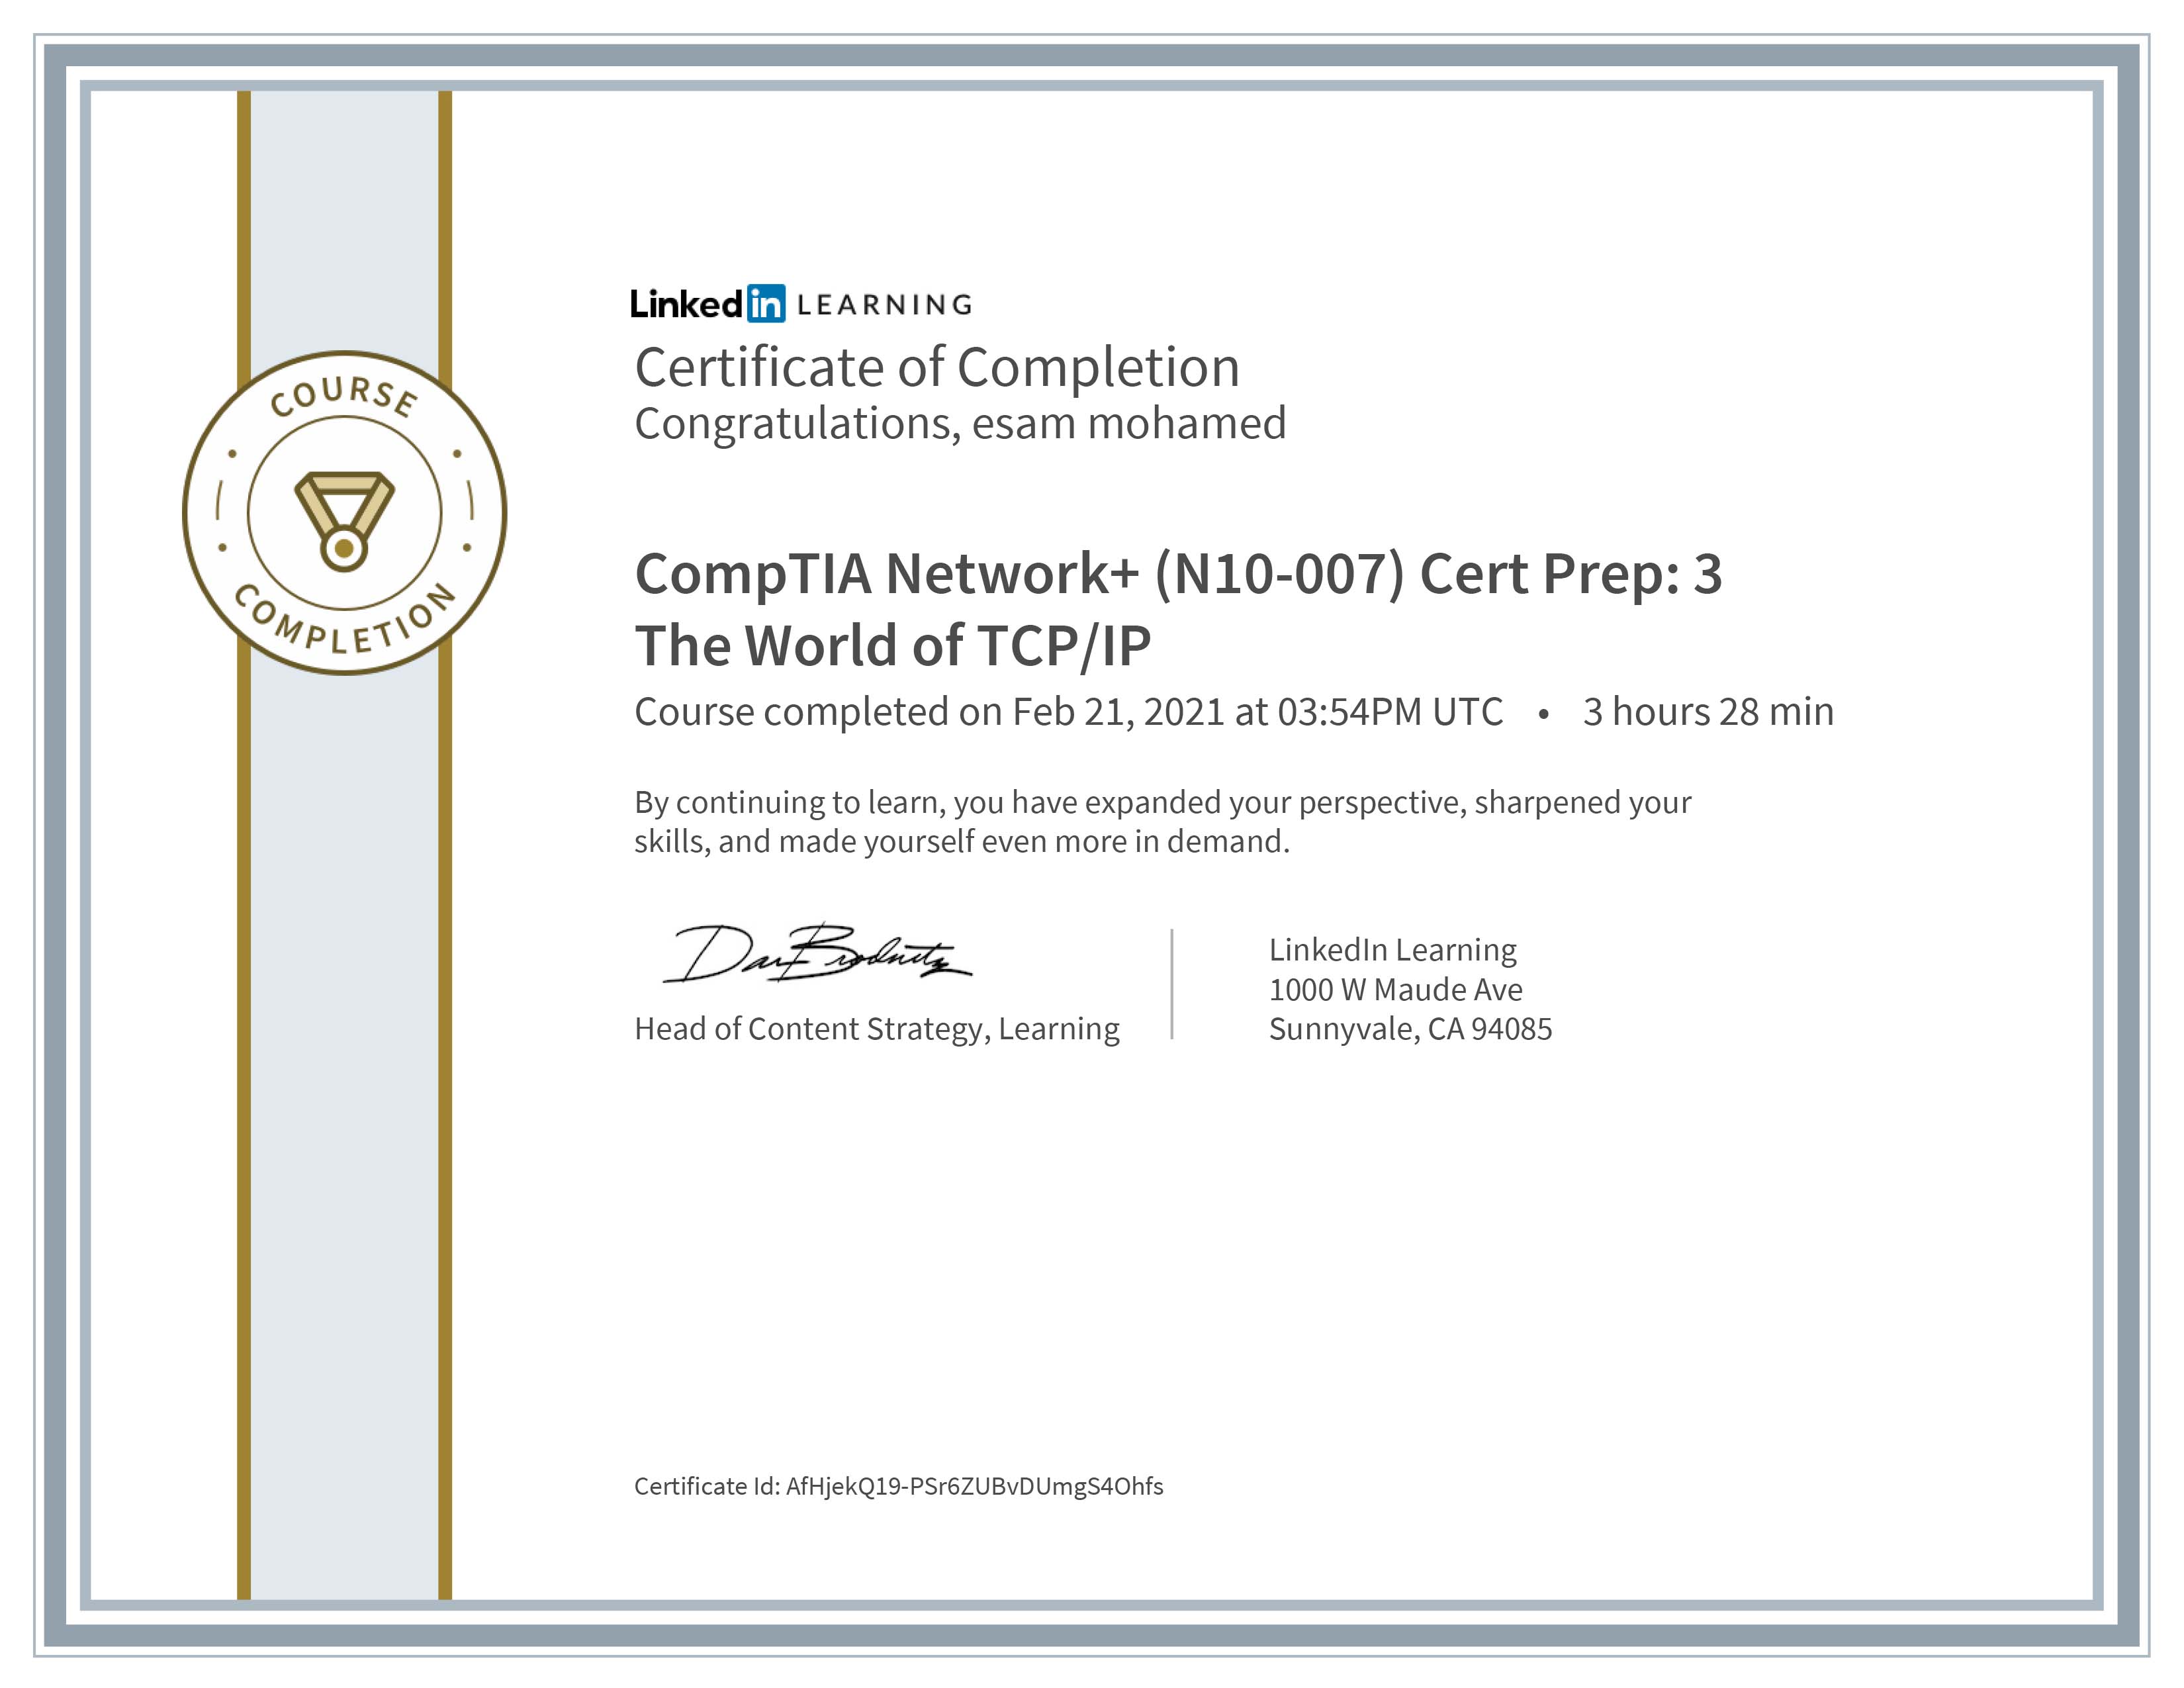 LinkedIn LEARNING
Certificate of Completion
Congratulations, esam mohamed
COURSE
COMPLETION
CompTIA Network+ (N10-007) Cert Prep: 3
The World of TCP/IP
Course completed on Feb 21, 2021 at 03:54PM UTC • 3 hours 28 min
By continuing to learn, you have expanded your perspective, sharpened your
skills, and made yourself even more in demand.
Head of Content Strategy, Learning
LinkedIn Learning
1000 W Maude Ave
Sunnyvale, CA 94085
Certificate Id: AfHjekQ19-PSr6ZUBvDUmgS4Ohfs